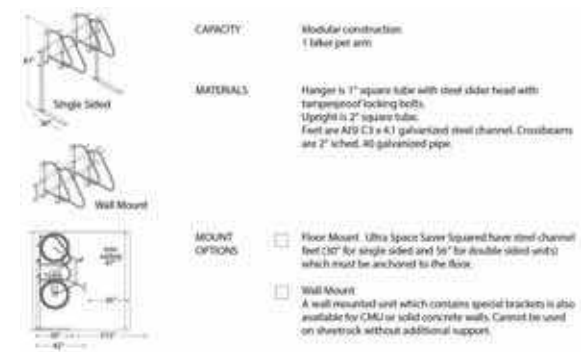 CAPACITY
Modular construction
1 biker per arm
MATERIALS
Hanger is 1" square tube with steel slider head with
tamperproof locking bolts.
Upright is 2" square tube.
Feet are AISI C3 x 4.1 galvanized steel channel. Crossbeams
are 2" sched. 40 galvanized pipe.
Single Sided
Wall Mount
MOUNT
OPTIONS
Floor Mount Ultra Space Saver Squared have steel channel
feet (30" for single sided and 56" for double sided units)
which must be anchored to the floor.
Wall Mount
A wall mounted unit which contains special brackets is also
available for CMU or solid concrete walls. Cannot be used
on sheetrock without additional support.